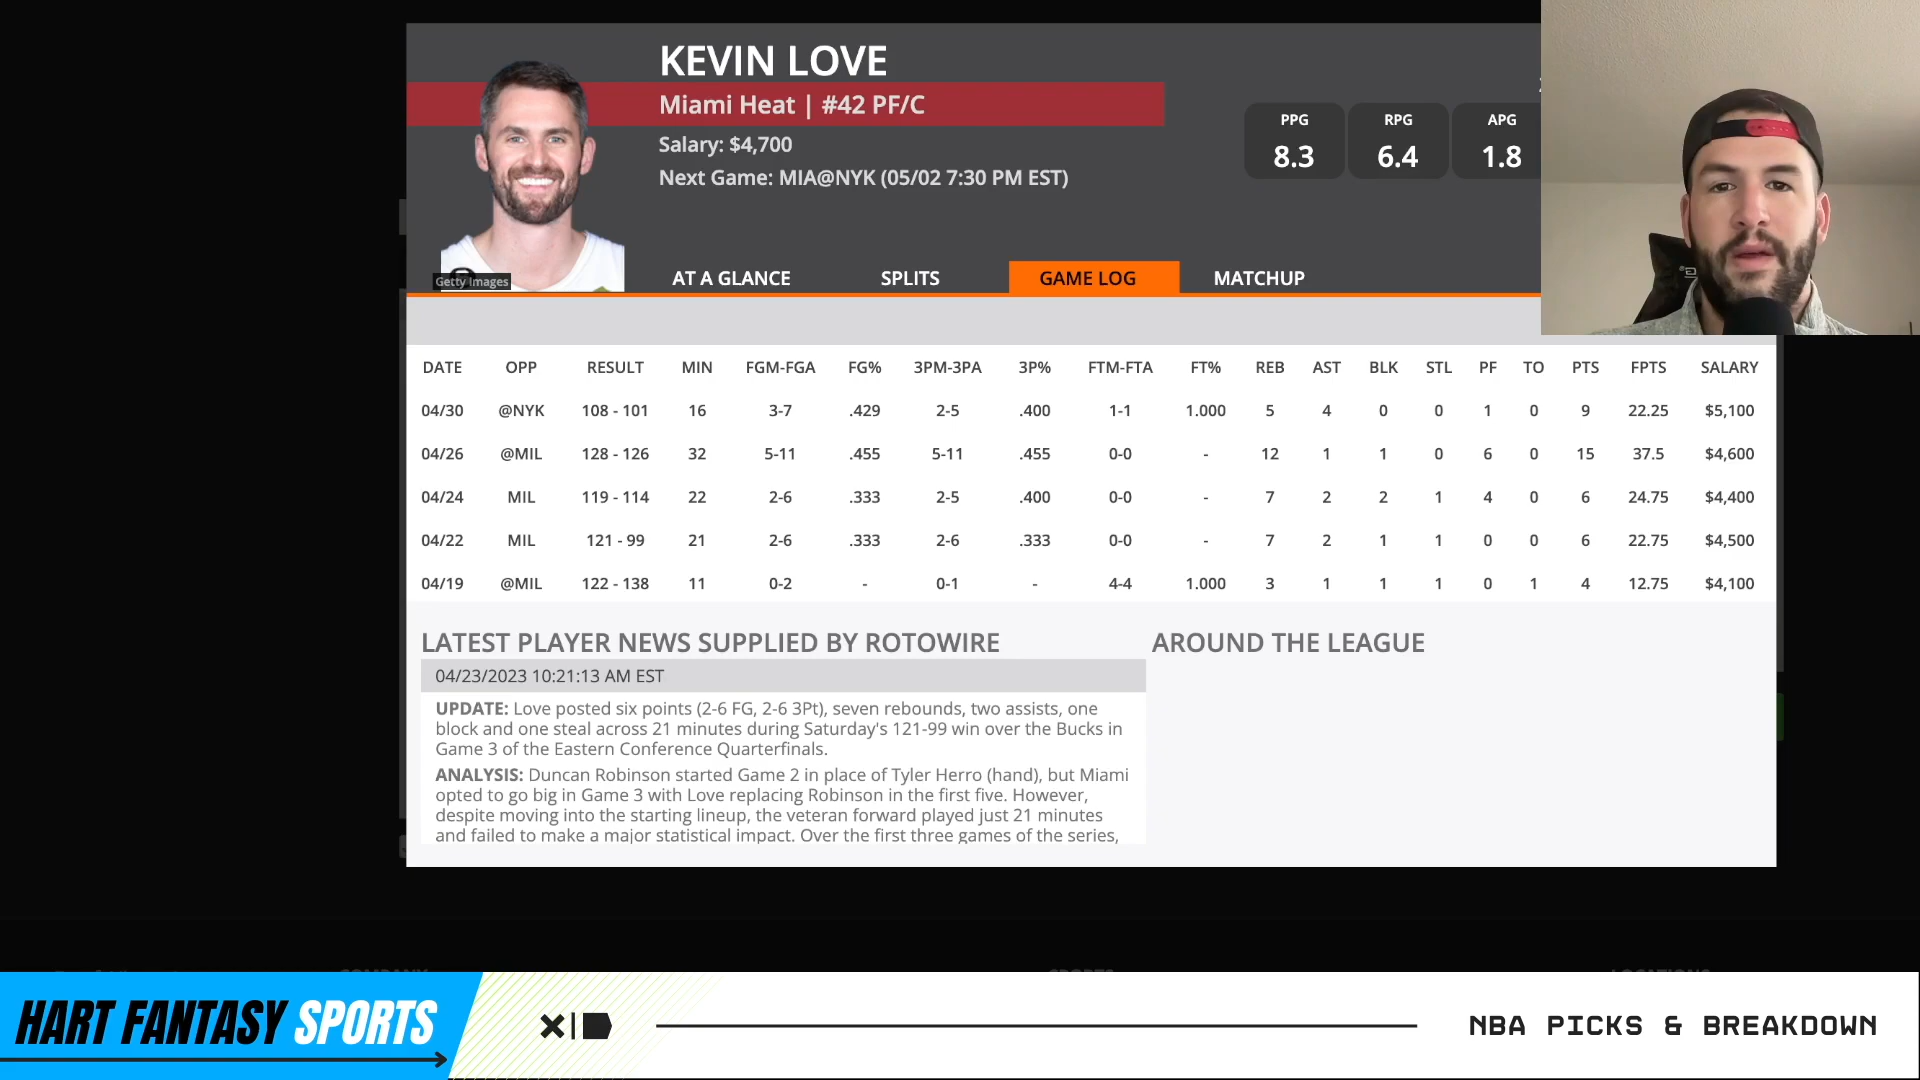 KEVIN LOVE
Miami Heat | #42 PF/C
Salary: $4,700
Next Game: MIA@NYK (05/02 7:30 PM EST)
PPG RPG APG
8.3 6.4 1.8
Getty Images
AT A GLANCE SPLITS GAME LOG MATCHUP
DATE OPP RESULT MIN FGM-FGA FG% 3PM-3PA 3P% FTM-FTA FT% REB AST BLK STL PF TO PTS FPTS SALARY
04/30 @NYK 108 - 101 16 3-7 .429 2-5 .400 1-1 1.000 5 4 0 0 1 0 9 22.25 $5,100
04/26 @MIL 128 - 126 32 5-11 .455 5-11 .455 0-0 - 12 1 1 0 6 0 15 37.5 $4,600
04/24 MIL 119 - 114 22 2-6 .333 2-5 .400 0-0 - 7 2 2 1 4 0 6 24.75 $4,400
04/22 MIL 121 - 99 21 2-6 .333 2-6 .333 0-0 - 7 2 1 1 0 0 6 22.75 $4,500
04/19 @MIL 122 - 138 11 0-2 - 0-1 - 4-4 1.000 3 1 1 1 0 1 4 12.75 $4,100
LATEST PLAYER NEWS SUPPLIED BY ROTOWIRE
AROUND THE LEAGUE
04/23/2023 10:21:13 AM EST
UPDATE: Love posted six points (2-6 FG, 2-6 3Pt), seven rebounds, two assists, one
block and one steal across 21 minutes during Saturday's 121-99 win over the Bucks in
Game 3 of the Eastern Conference Quarterfinals.
ANALYSIS: Duncan Robinson started Game 2 in place of Tyler Herro (hand), but Miami
opted to go big in Game 3 with Love replacing Robinson in the first five. However,
despite moving into the starting lineup, the veteran forward played just 21 minutes
and failed to make a major statistical impact. Over the first three games of the series,
HART FANTASY SPORTS
NBA PICKS & BREAKDOWN